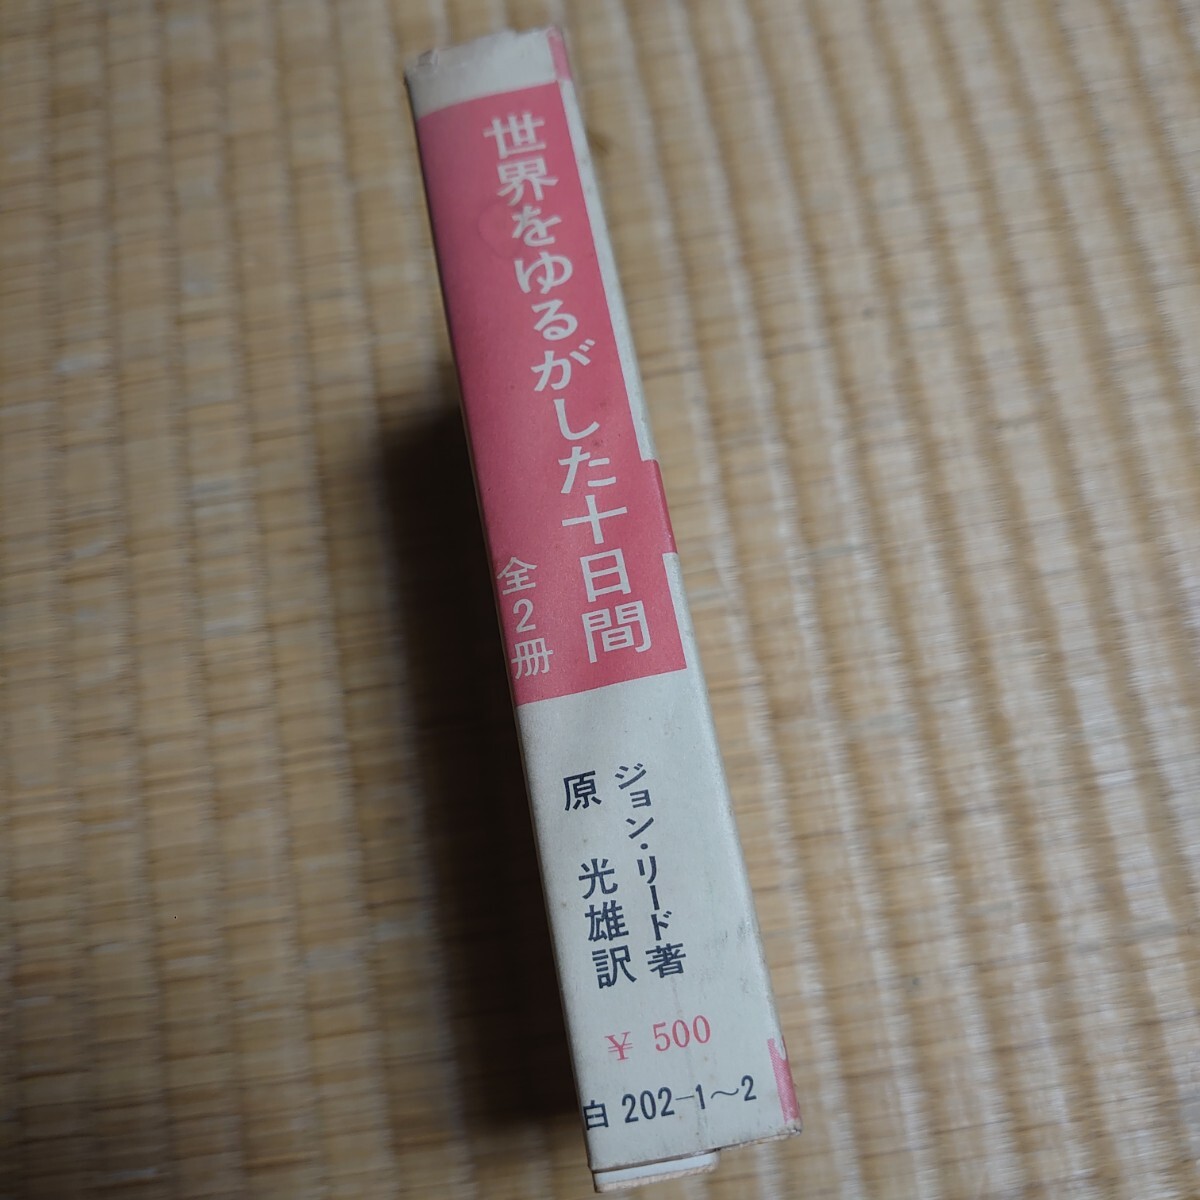 世界をゆるがした十日間
全2冊
ジョン・リード著
原 光雄訳
¥ 500
白 202-1~2